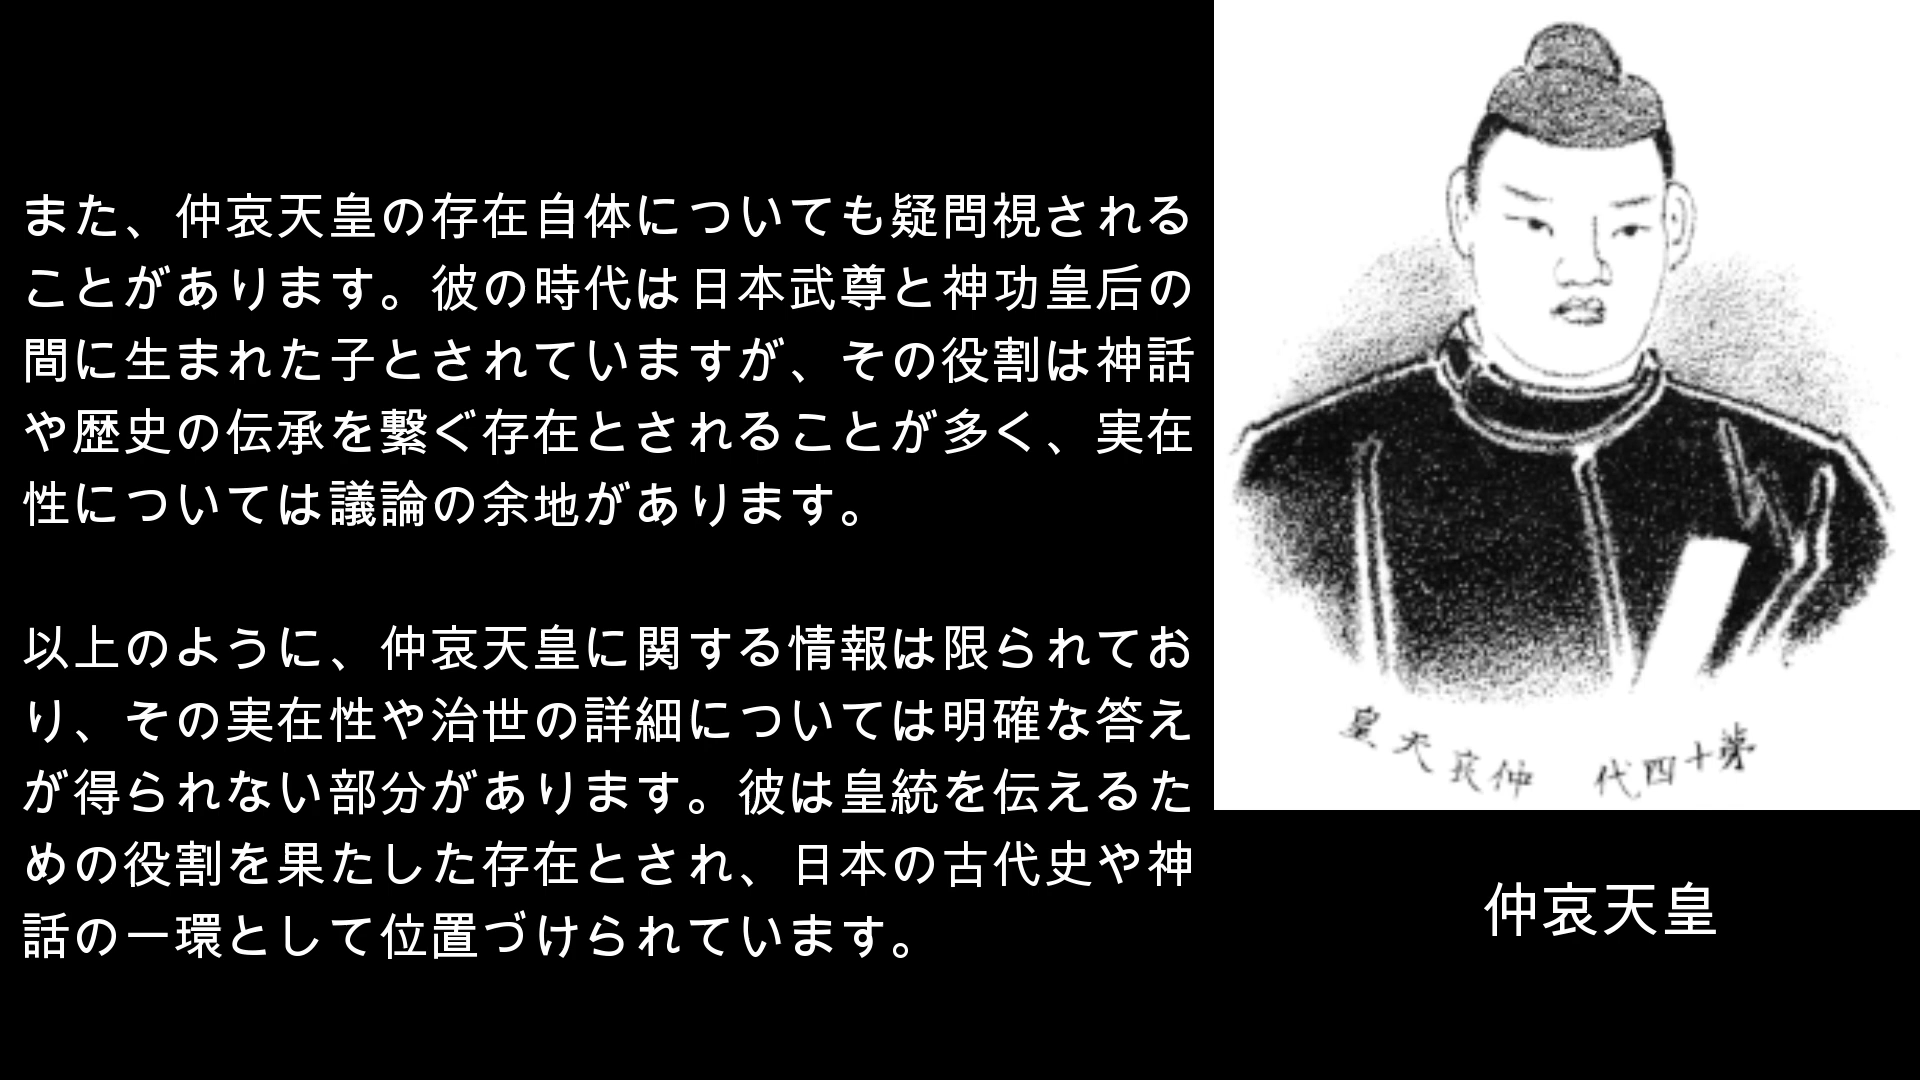 また、仲哀天皇の存在自体についても疑問視される
ことがあります。彼の時代は日本武尊と神功皇后の
間に生まれた子とされていますが、その役割は神話
や歴史の伝承を繋ぐ存在とされることが多く、実在
性については議論の余地があります。
以上のように、仲哀天皇に関する情報は限られてお
り、その実在性や治世の詳細については明確な答え
が得られない部分があります。彼は皇統を伝えるた
めの役割を果たした存在とされ、日本の古代史や神
話の一環として位置づけられています。
第十四代 仲哀天皇
仲哀天皇